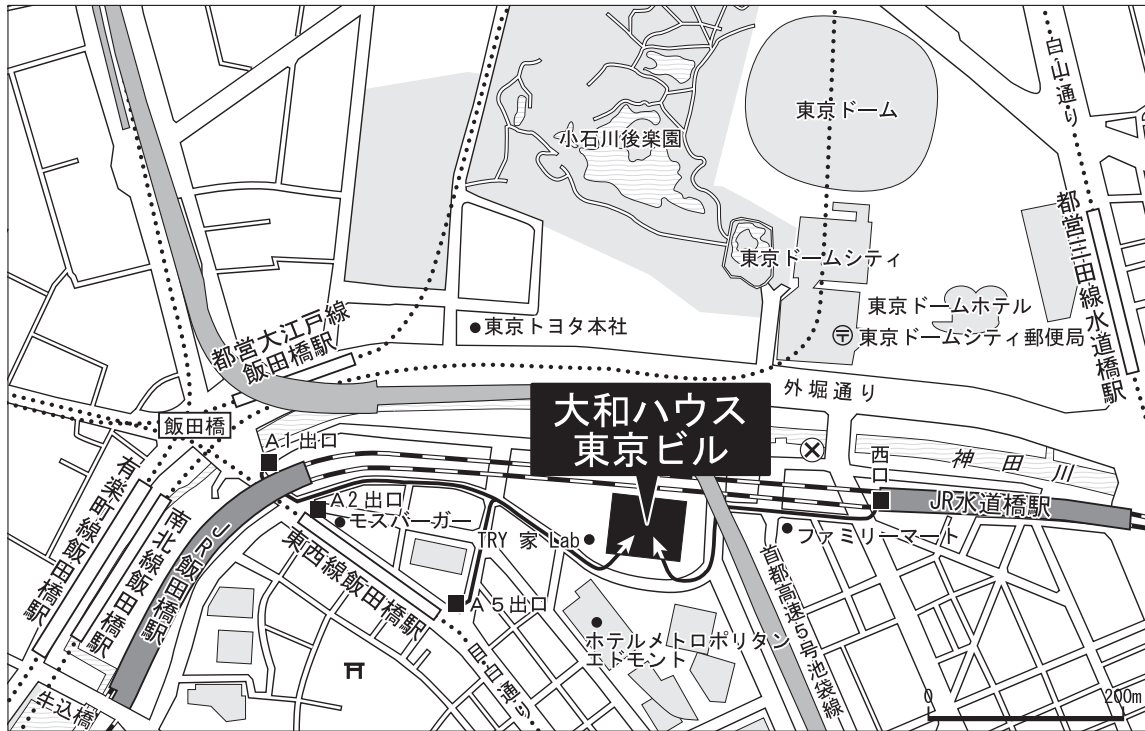 白山通り
東京ドーム
小石川後楽園
都営三田線水道橋駅
東京ドームシティ
東京ドームホテル
東京ドームシティ郵便局
東京トヨタ本社
都営大江戸線
飯田橋駅
外堀通り
大和ハウス
東京ビル
飯田橋
A1出口
西口
神田川
有楽町線飯田橋駅
南北線飯田橋駅
JR飯田橋駅
A2出口
モスバーガー
JR水道橋駅
TRY 家 Lab
ファミリーマート
東西線飯田橋駅
A5出口
首都高速5号池袋線
ホテルメトロポリタン
エドモント
目白通り
牛込橋
0 200m